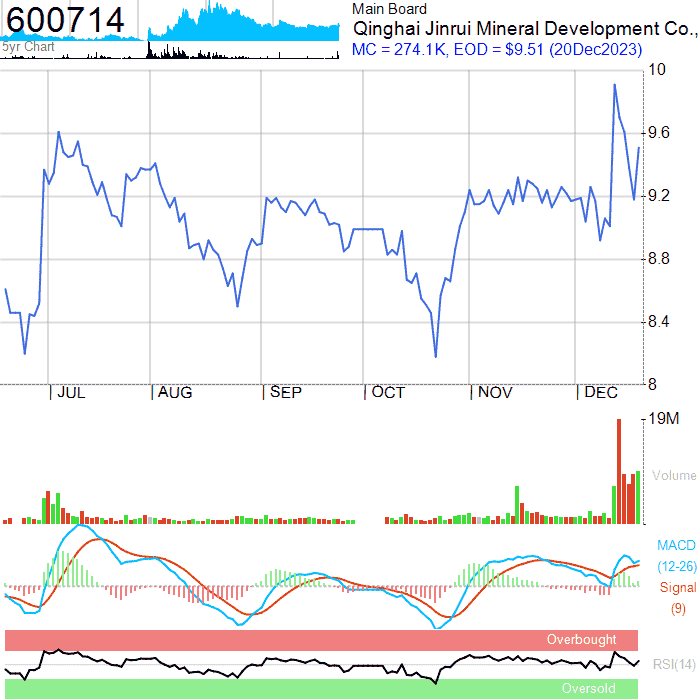 600714
5yr Chart
Main Board
Qinghai Jinrui Mineral Development Co.,
MC = 274.1K, EOD = $9.51 (20Dec2023)
10
9.6
9.2
8.8
8.4
8
JUL AUG SEP OCT NOV DEC
19M
Volume
MACD
(12-26)
Signal
(9)
Overbought
RSI(14)
Oversold